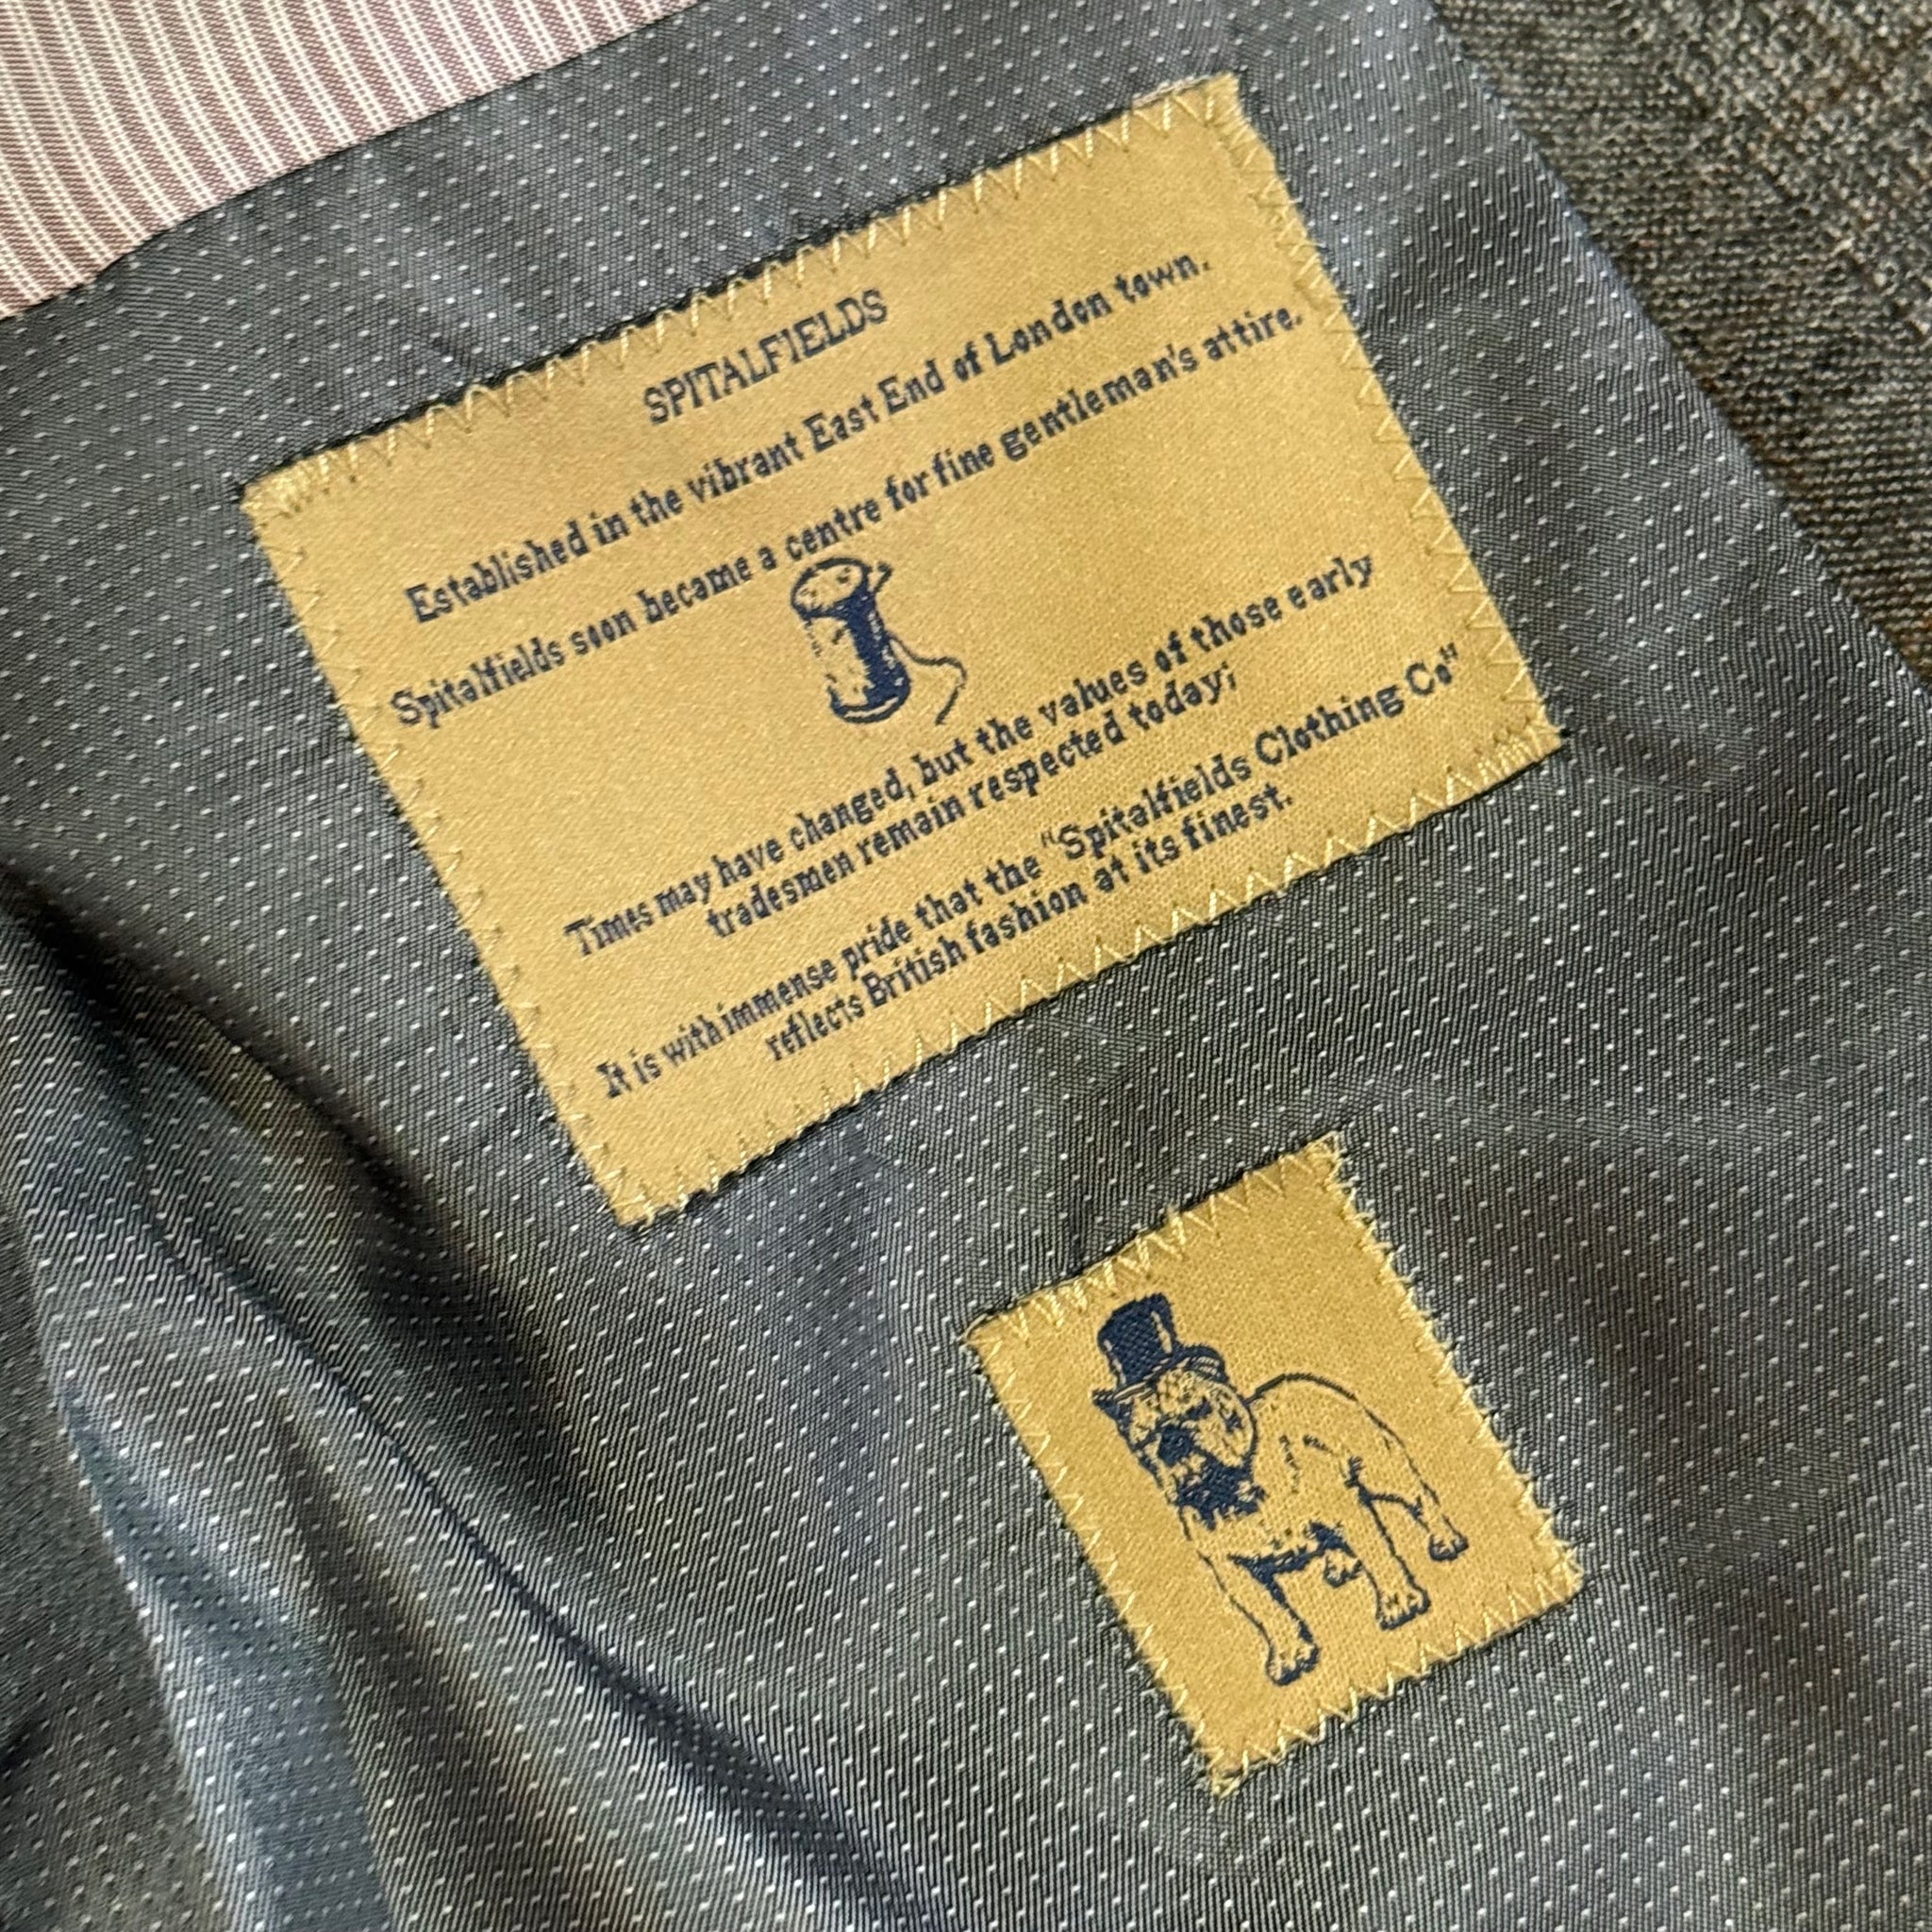 SPITALFIELDS
Established in the vibrant East End of London town.
Spitalfields soon became a centre for fine gentleman's attire.
Times may have changed, but the values of those early
tradesmen remain respected today;
It is with immense pride that the "Spitalfields Clothing Co"
reflects British fashion at its finest.